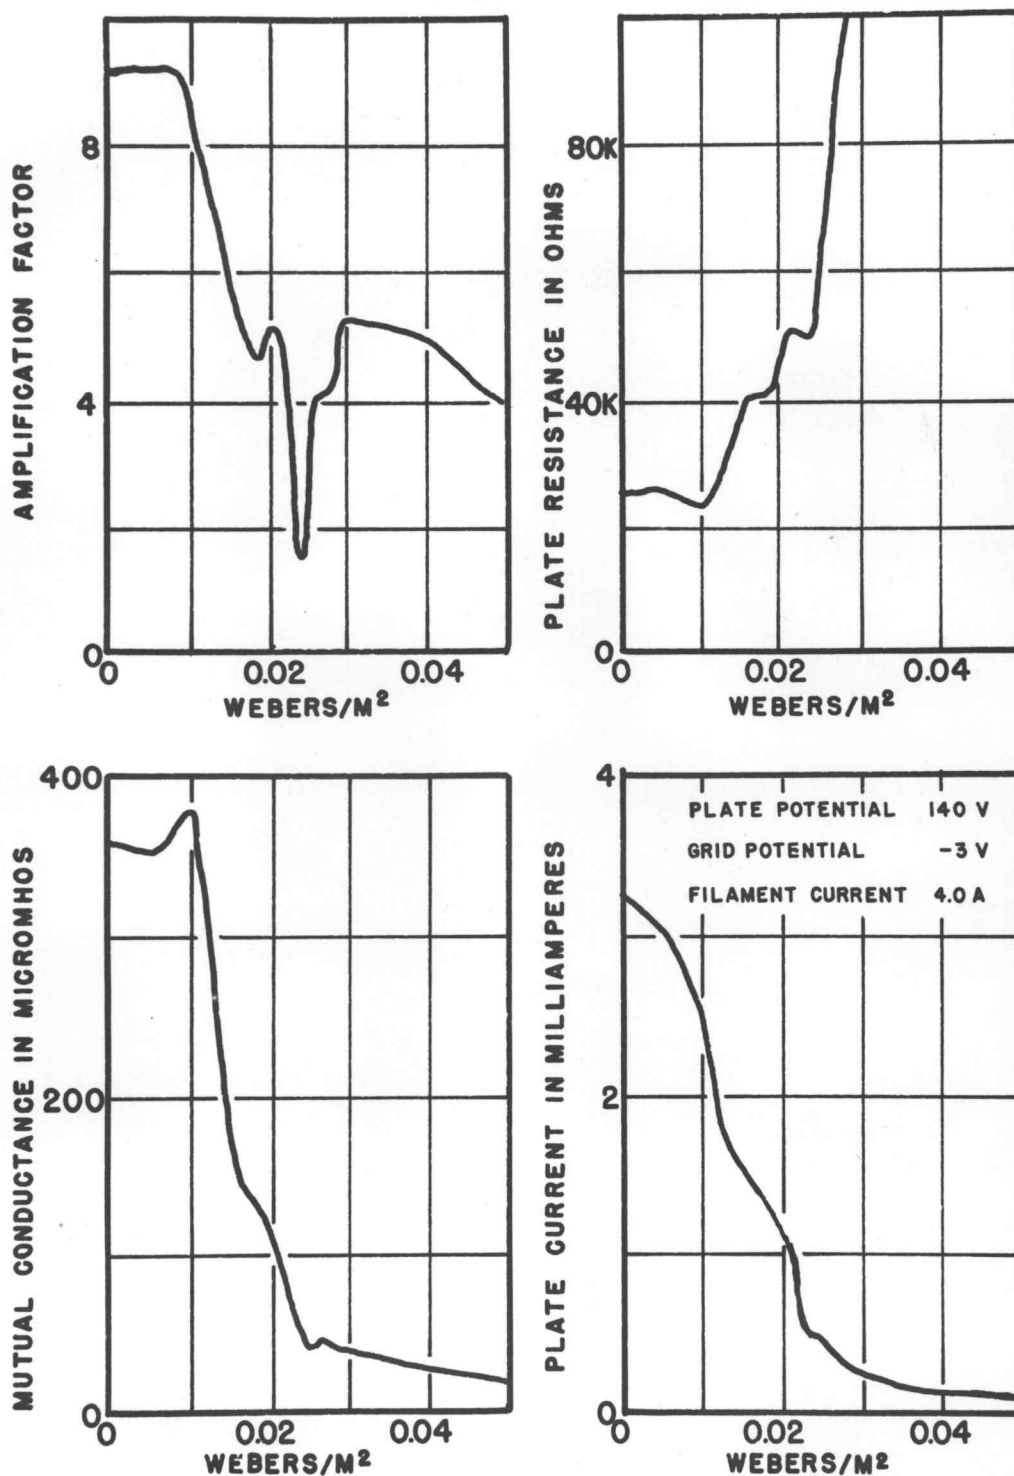 AMPLIFICATION FACTOR
8
4
0
0 0.02 0.04
WEBERS/M²
PLATE RESISTANCE IN OHMS
80K
40K
0
0 0.02 0.04
WEBERS/M²
MUTUAL CONDUCTANCE IN MICROMHOS
400
200
0
0 0.02 0.04
WEBERS/M²
PLATE CURRENT IN MILLIAMPERES
4
2
0
PLATE POTENTIAL 140 V
GRID POTENTIAL -3 V
FILAMENT CURRENT 4.0 A
0 0.02 0.04
WEBERS/M²